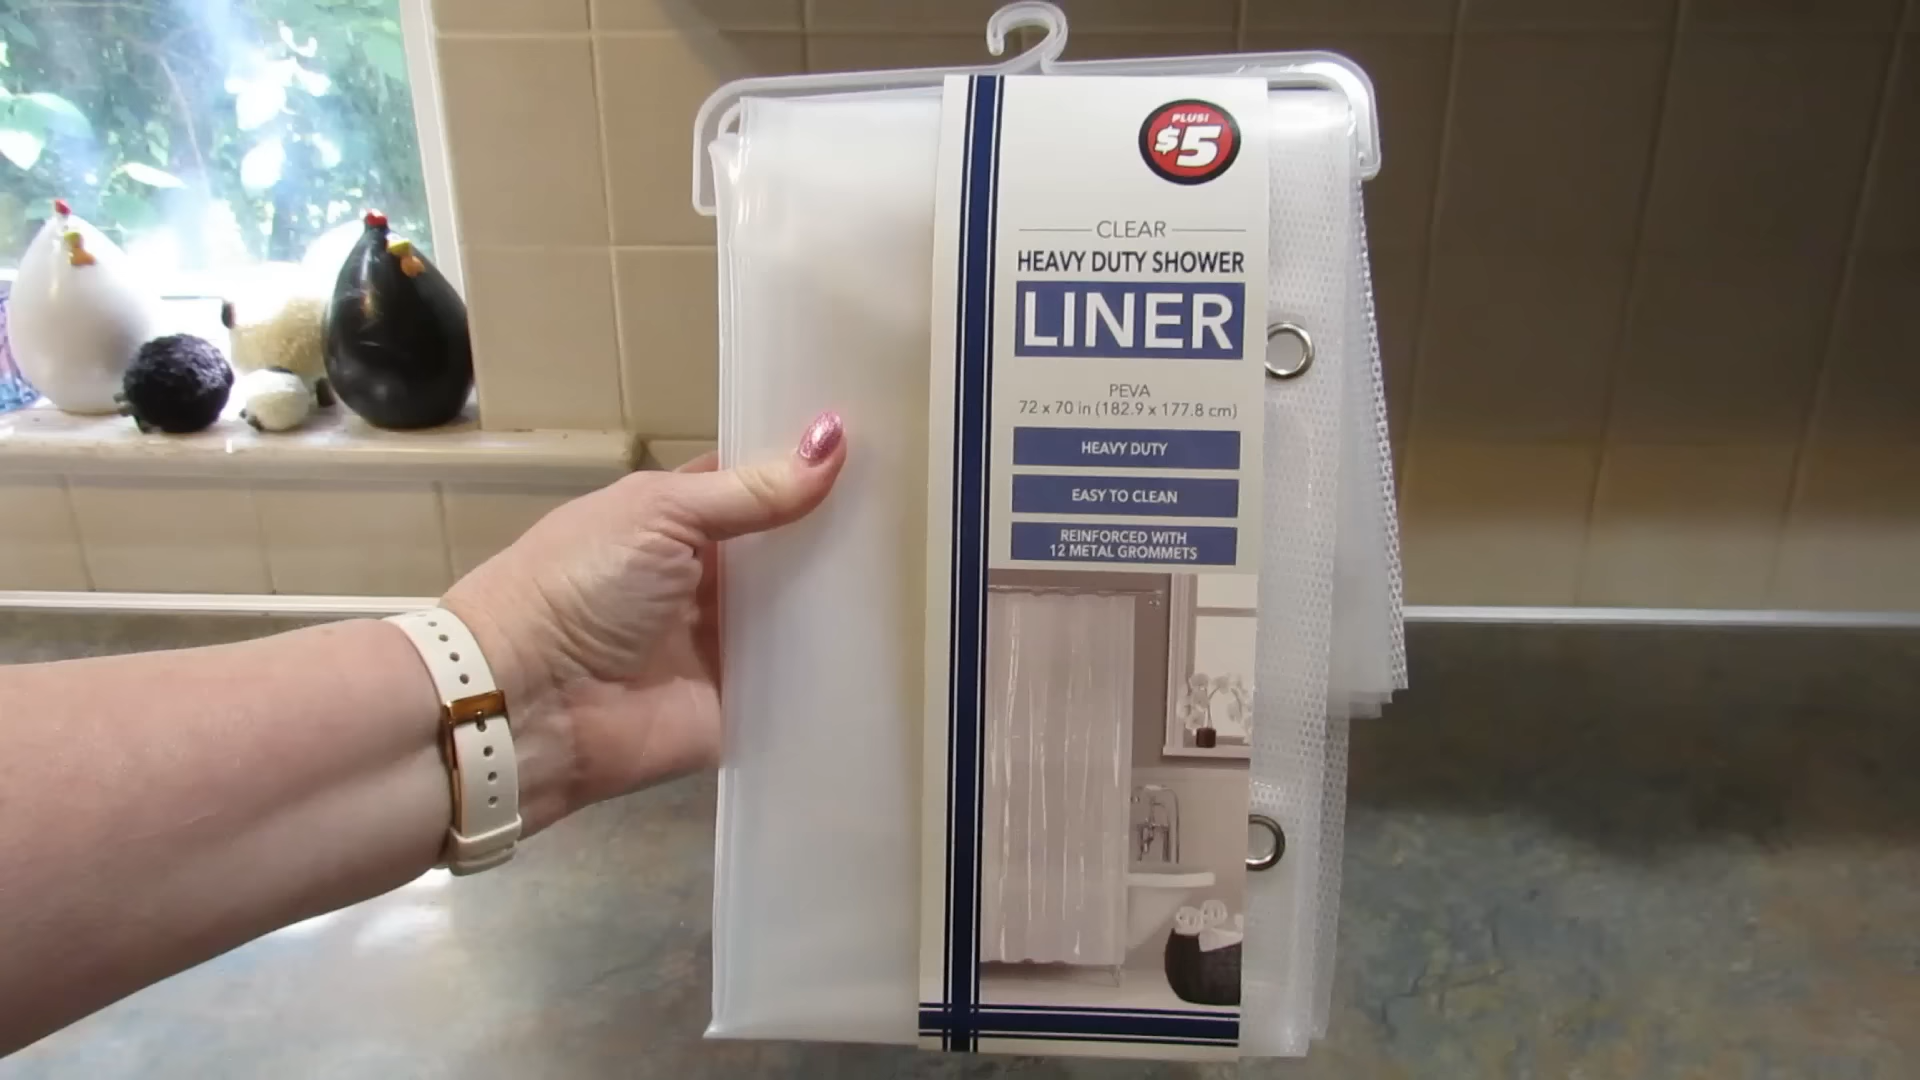 PLUS!
$5
CLEAR
HEAVY DUTY SHOWER
LINER
PEVA
72 x 70 in (182.9 x 177.8 cm)
HEAVY DUTY
EASY TO CLEAN
REINFORCED WITH
12 METAL GROMMETS